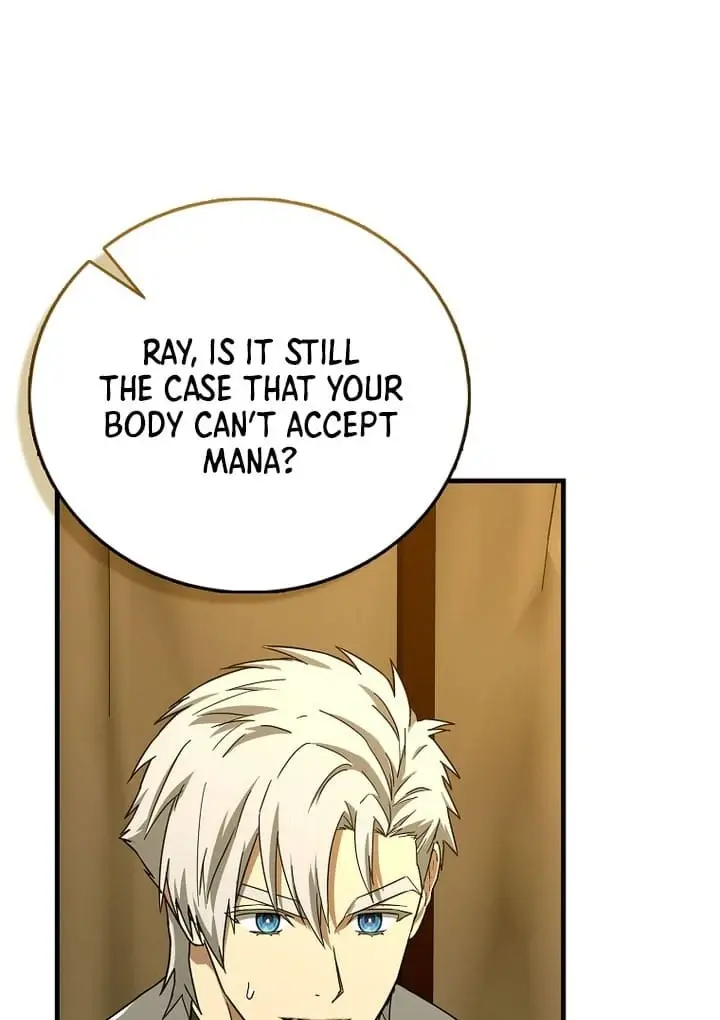 RAY, IS IT STILL
THE CASE THAT YOUR
BODY CAN'T ACCEPT
MANA?